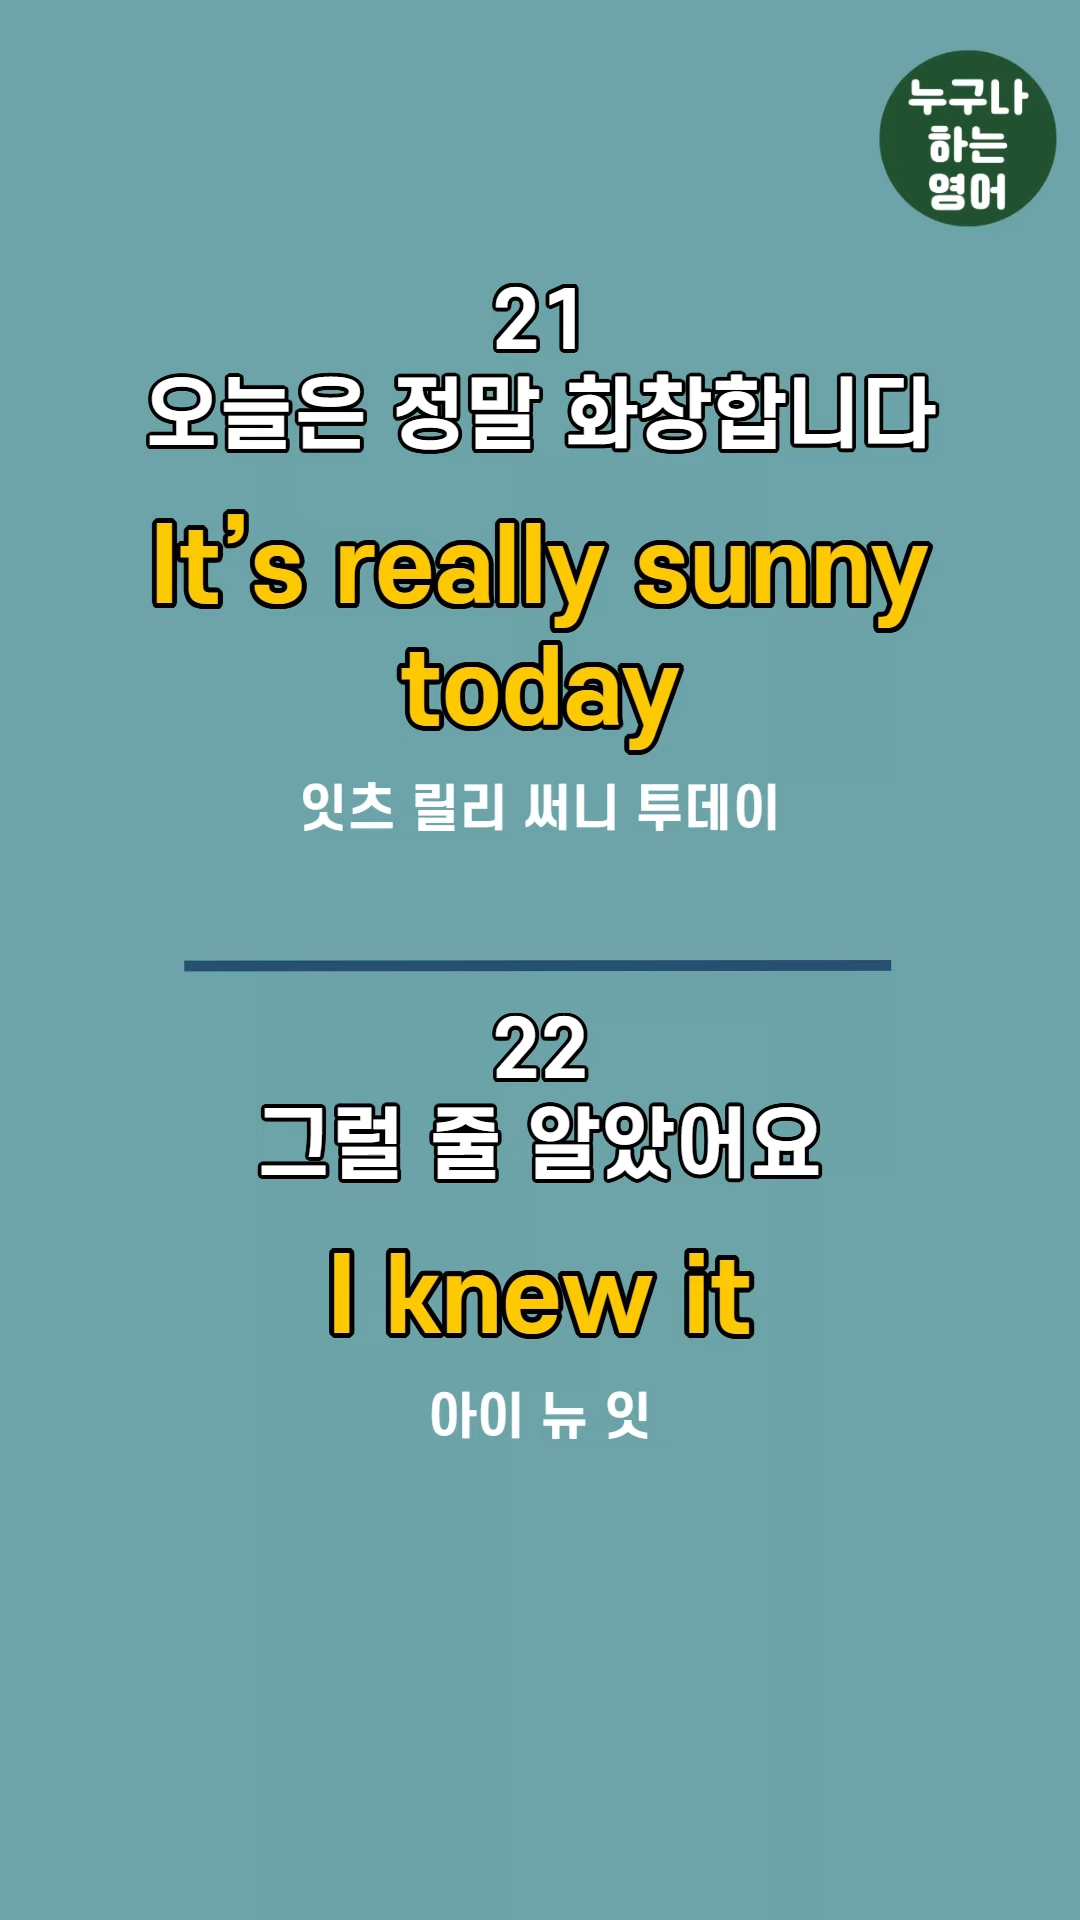 누구나
하는
영어
21
오늘은 정말 화창합니다
It’s really sunny
today
잇츠 릴리 써니 투데이
22
그럴 줄 알았어요
I knew it
아이 뉴 잇